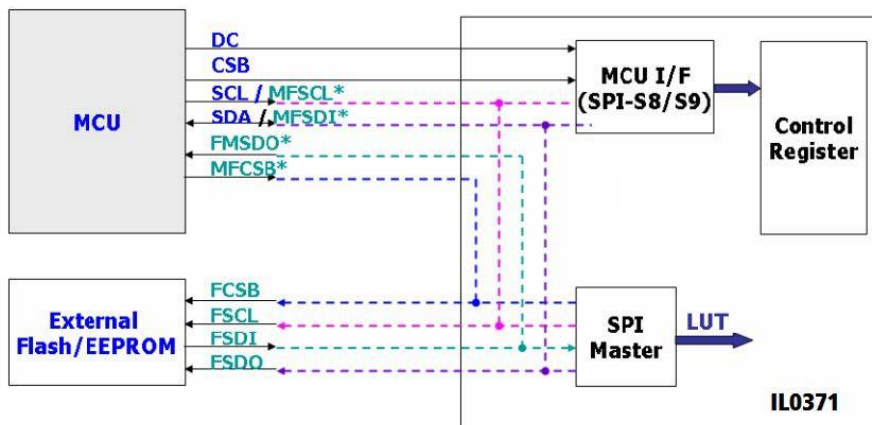 DC
CSB
SCL / MFSCL*
SDA / MFSDI*
FMSDO*
MFCSB*
MCU
MCU I/F
(SPI-S8/S9)
Control
Register
External
Flash/EEPROM
FCSB
FSCL
FSDI
FSDO
SPI
Master
LUT
IL0371